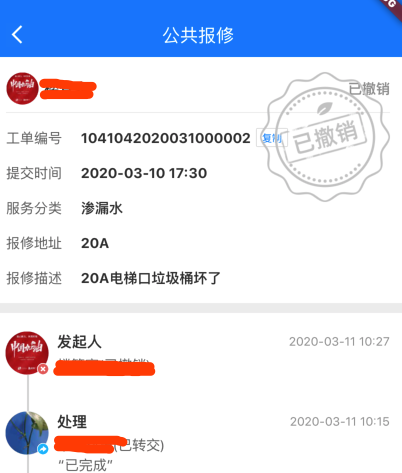 公共报修
已撤销
已撤销
工单编号 1041042020031000002 复制
提交时间 2020-03-10 17:30
服务分类 渗漏水
报修地址 20A
报修描述 20A电梯口垃圾桶坏了
发起人 2020-03-11 10:27
处理 2020-03-11 10:15
(已转交)
“已完成”